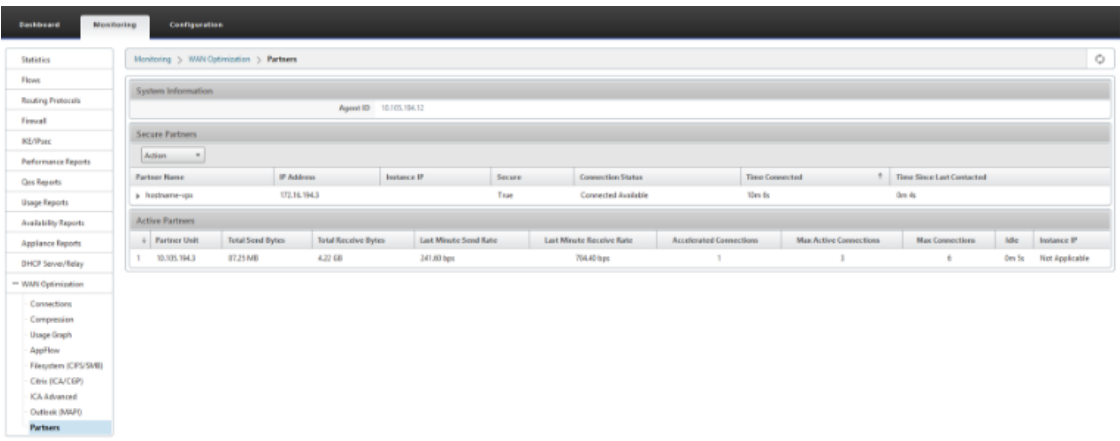 Dashboard Monitoring Configuration
Statistics
Flows
Routing Protocols
Firewall
IKE/IPsec
Performance Reports
Qos Reports
Usage Reports
Availability Reports
Appliance Reports
DHCP Server/Relay
WAN Optimization
Connections
Compression
Usage Graph
AppFlow
Filesystem (CIFS/SMB)
Citrix (ICA/CGP)
ICA Advanced
Outlook (MAPI)
Partners
Monitoring > WAN Optimization > Partners
System Information
Agent ID 10.105.184.12
Secure Partners
Action
Partner Name IP Address Instance IP Secure Connection Status Time Connected Time Since Last Contacted
hostname-vpx 172.16.194.3 True Connected Available 10m 6s 0m 4s
Active Partners
Partner Unit Total Send Bytes Total Receive Bytes Last Minute Send Rate Last Minute Receive Rate Accelerated Connections Max Active Connections Max Connections Idle Instance IP
1 10.105.194.3 87.25 MB 4.22 GB 241.60 bps 784.40 bps 1 3 6 0m 5s Not Applicable